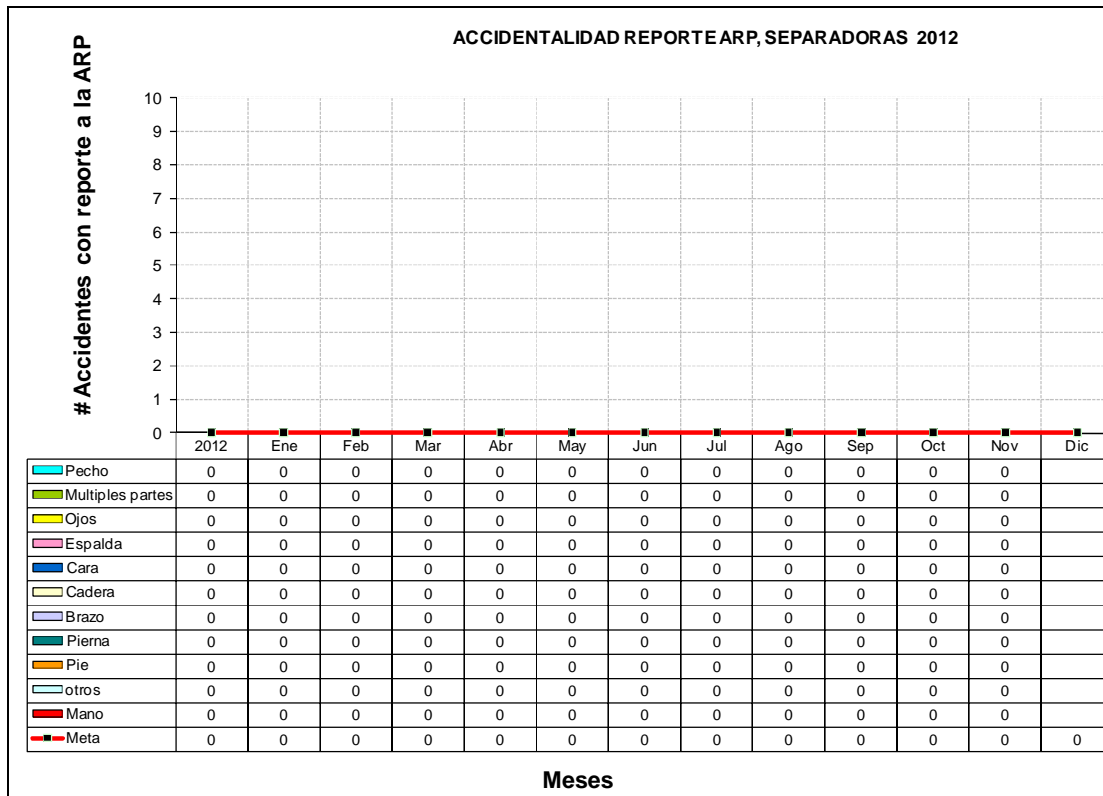 ACCIDENTALIDAD REPORTE ARP, SEPARADORAS 2012
# Accidentes con reporte a la ARP
10
9
8
7
6
5
4
3
2
1
0
2012 Ene Feb Mar Abr May Jun Jul Ago Sep Oct Nov Dic
Pecho 0 0 0 0 0 0 0 0 0 0 0 0
Multiples partes 0 0 0 0 0 0 0 0 0 0 0 0
Ojos 0 0 0 0 0 0 0 0 0 0 0 0
Espalda 0 0 0 0 0 0 0 0 0 0 0 0
Cara 0 0 0 0 0 0 0 0 0 0 0 0
Cadera 0 0 0 0 0 0 0 0 0 0 0 0
Brazo 0 0 0 0 0 0 0 0 0 0 0 0
Pierna 0 0 0 0 0 0 0 0 0 0 0 0
Pie 0 0 0 0 0 0 0 0 0 0 0 0
otros 0 0 0 0 0 0 0 0 0 0 0 0
Mano 0 0 0 0 0 0 0 0 0 0 0 0
Meta 0 0 0 0 0 0 0 0 0 0 0 0 0
Meses